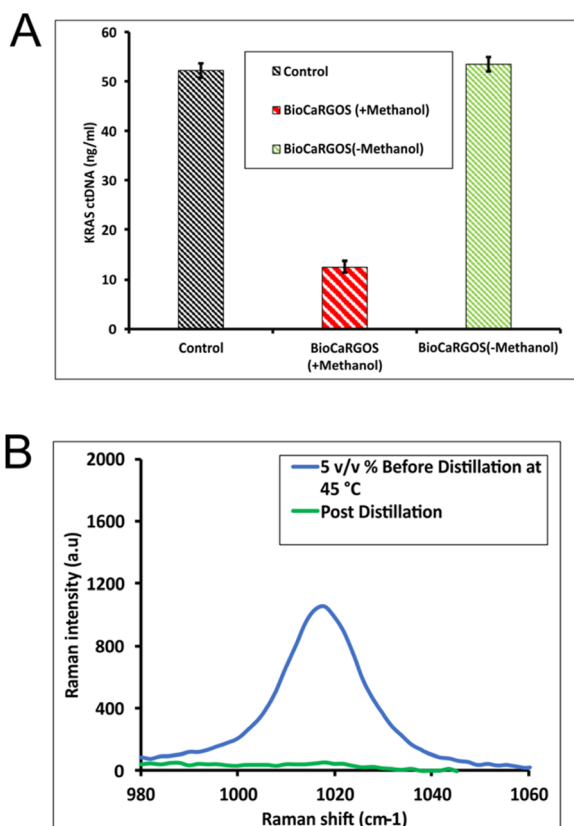 A
60
50
40
30
20
10
0
KRAS ctDNA (ng/ml)
Control
BioCaRGOS (+Methanol)
BioCaRGOS(-Methanol)
Control
BioCaRGOS
(+Methanol)
BioCaRGOS(-Methanol)
B
2000
1600
1200
800
400
0
Raman intensity (a.u)
5 v/v % Before Distillation at
45 °C
Post Distillation
980
1000
1020
1040
1060
Raman shift (cm-1)